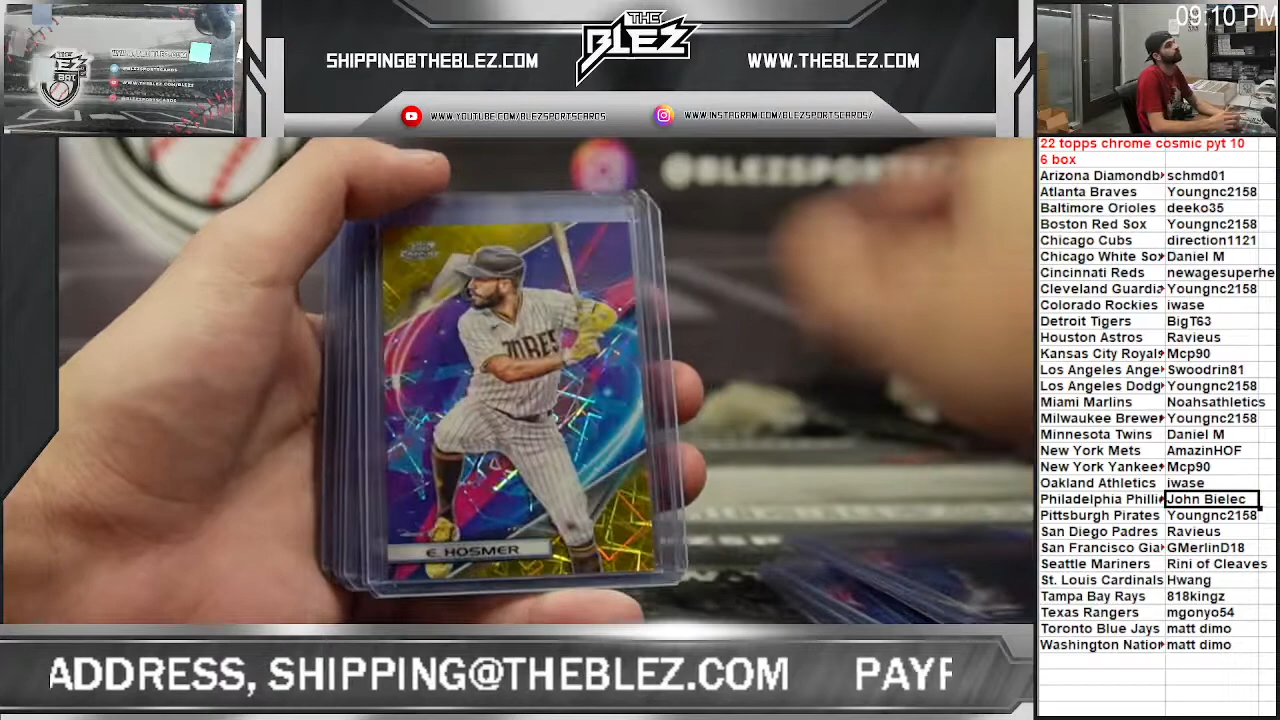 THE
BLEZ
SHIPPING@THEBLEZ.COM
WWW.THEBLEZ.COM
WWW.YOUTUBE.COM/BLEZSPORTSCARDS
WWW.INSTAGRAM.COM/BLEZSPORTSCARDS/
09:10 PM
@BLEZSPORTSCARDS
@BLEZSPORTSCA
E. HOSMER
ADDRESS, SHIPPING@THEBLEZ.COM PAYF
22 topps chrome cosmic pyt 10
6 box
Arizona Diamondb schmd01
Atlanta Braves Youngnc2158
Baltimore Orioles deeko35
Boston Red Sox Youngnc2158
Chicago Cubs direction1121
Chicago White Sox Daniel M
Cincinnati Reds newagesuperhe
Cleveland Guardia Youngnc2158
Colorado Rockies iwase
Detroit Tigers BigT63
Houston Astros Ravieus
Kansas City Royals Mcp90
Los Angeles Ange Swoodrin81
Los Angeles Dodg Youngnc2158
Miami Marlins Noahsathletics
Milwaukee Brewe Youngnc2158
Minnesota Twins Daniel M
New York Mets AmazinHOF
New York Yankee Mcp90
Oakland Athletics iwase
Philadelphia Philli John Bielec
Pittsburgh Pirates Youngnc2158
San Diego Padres Ravieus
San Francisco Gia GMerlinD18
Seattle Mariners Rini of Cleaves
St. Louis Cardinals Hwang
Tampa Bay Rays 818kingz
Texas Rangers mgonyo54
Toronto Blue Jays matt dimo
Washington Nation matt dimo